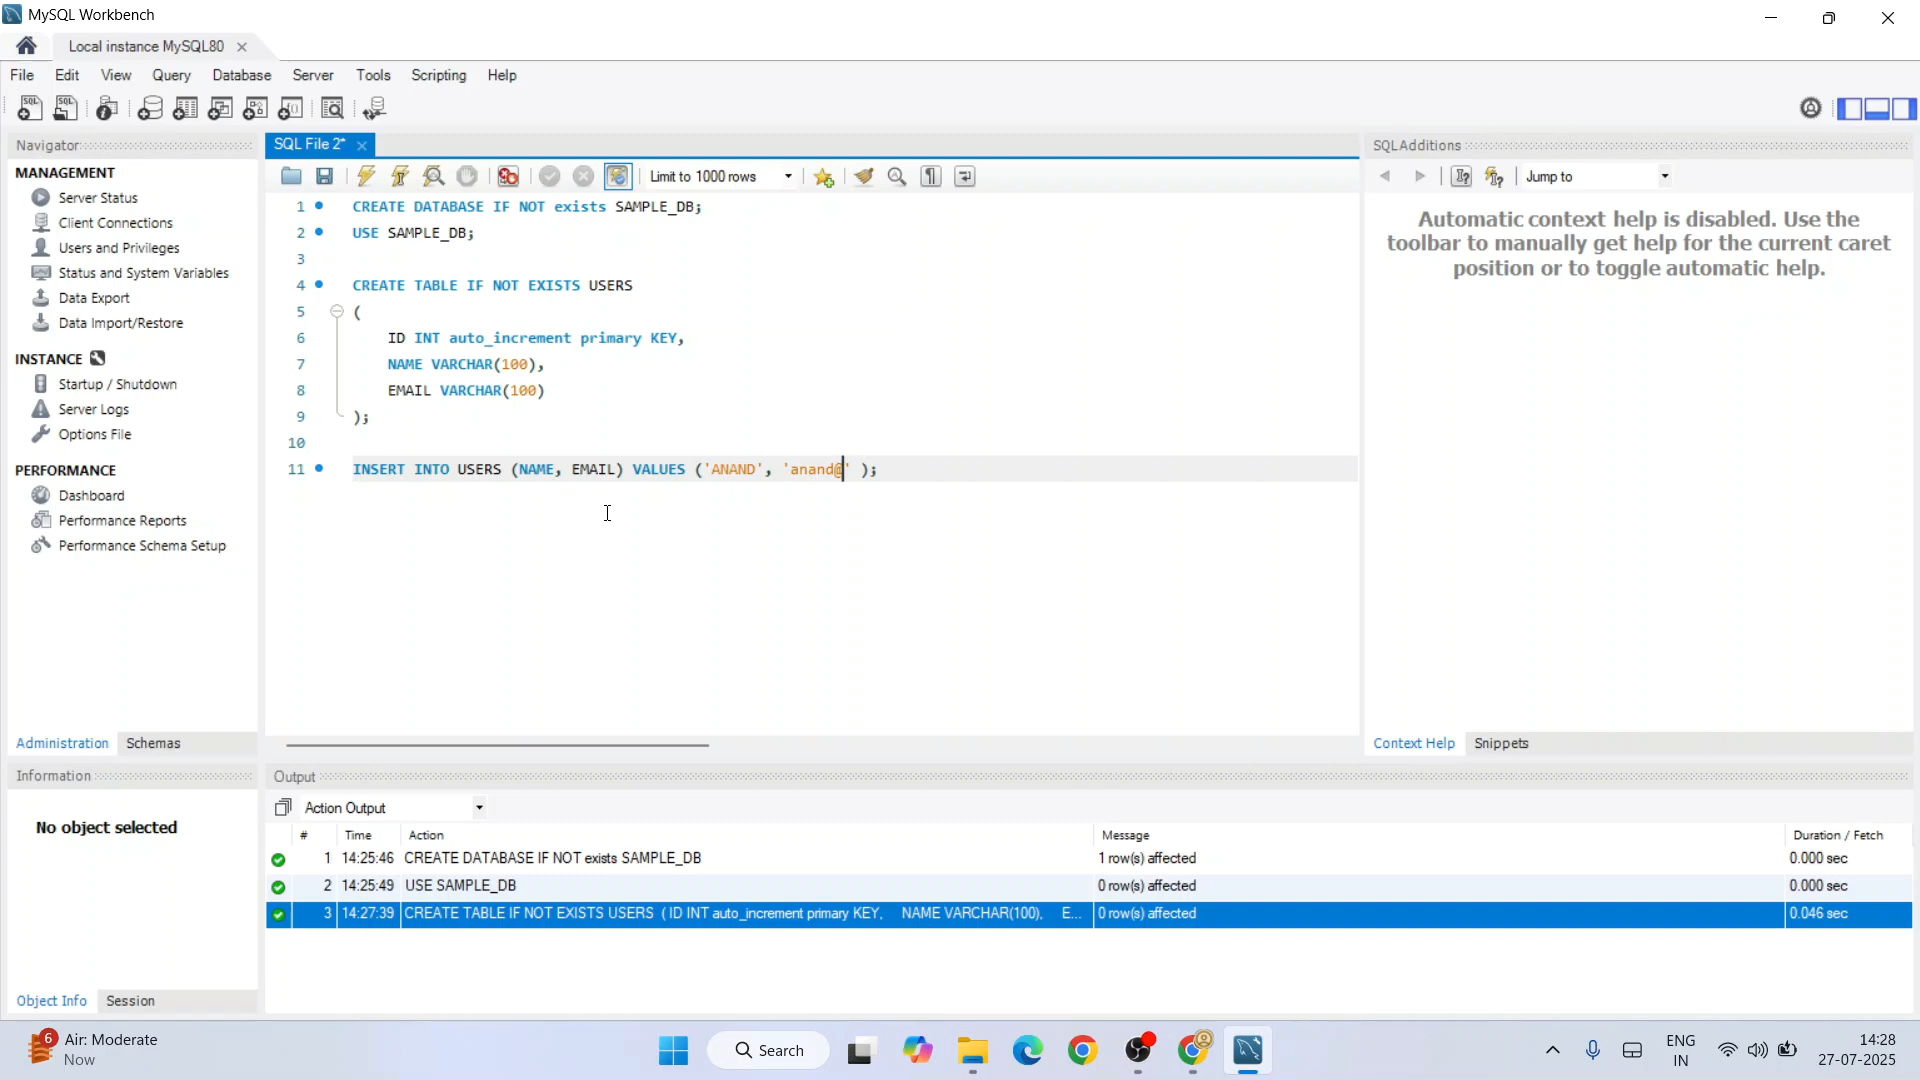 MySQL Workbench
Local instance MySQL80
File Edit View Query Database Server Tools Scripting Help
Navigator
MANAGEMENT
Server Status
Client Connections
Users and Privileges
Status and System Variables
Data Export
Data Import/Restore
INSTANCE
Startup / Shutdown
Server Logs
Options File
PERFORMANCE
Dashboard
Performance Reports
Performance Schema Setup
Administration Schemas
Information
No object selected
Object Info Session
SQL File 2*
Limit to 1000 rows
1 CREATE DATABASE IF NOT exists SAMPLE_DB;
2 USE SAMPLE_DB;
3
4 CREATE TABLE IF NOT EXISTS USERS
5 (
6 ID INT auto_increment primary KEY,
7 NAME VARCHAR(100),
8 EMAIL VARCHAR(100)
9 );
10
11 INSERT INTO USERS (NAME, EMAIL) VALUES ('ANAND', 'anand@' );
SQLAdditions
Jump to
Automatic context help is disabled. Use the
toolbar to manually get help for the current caret
position or to toggle automatic help.
Context Help Snippets
Output
Action Output
# Time Action Message Duration / Fetch
1 14:25:46 CREATE DATABASE IF NOT exists SAMPLE_DB 1 row(s) affected 0.000 sec
2 14:25:49 USE SAMPLE_DB 0 row(s) affected 0.000 sec
3 14:27:39 CREATE TABLE IF NOT EXISTS USERS ( ID INT auto_increment primary KEY, NAME VARCHAR(100), E... 0 row(s) affected 0.046 sec
6
Air: Moderate
Now
Search
ENG
IN
14:28
27-07-2025